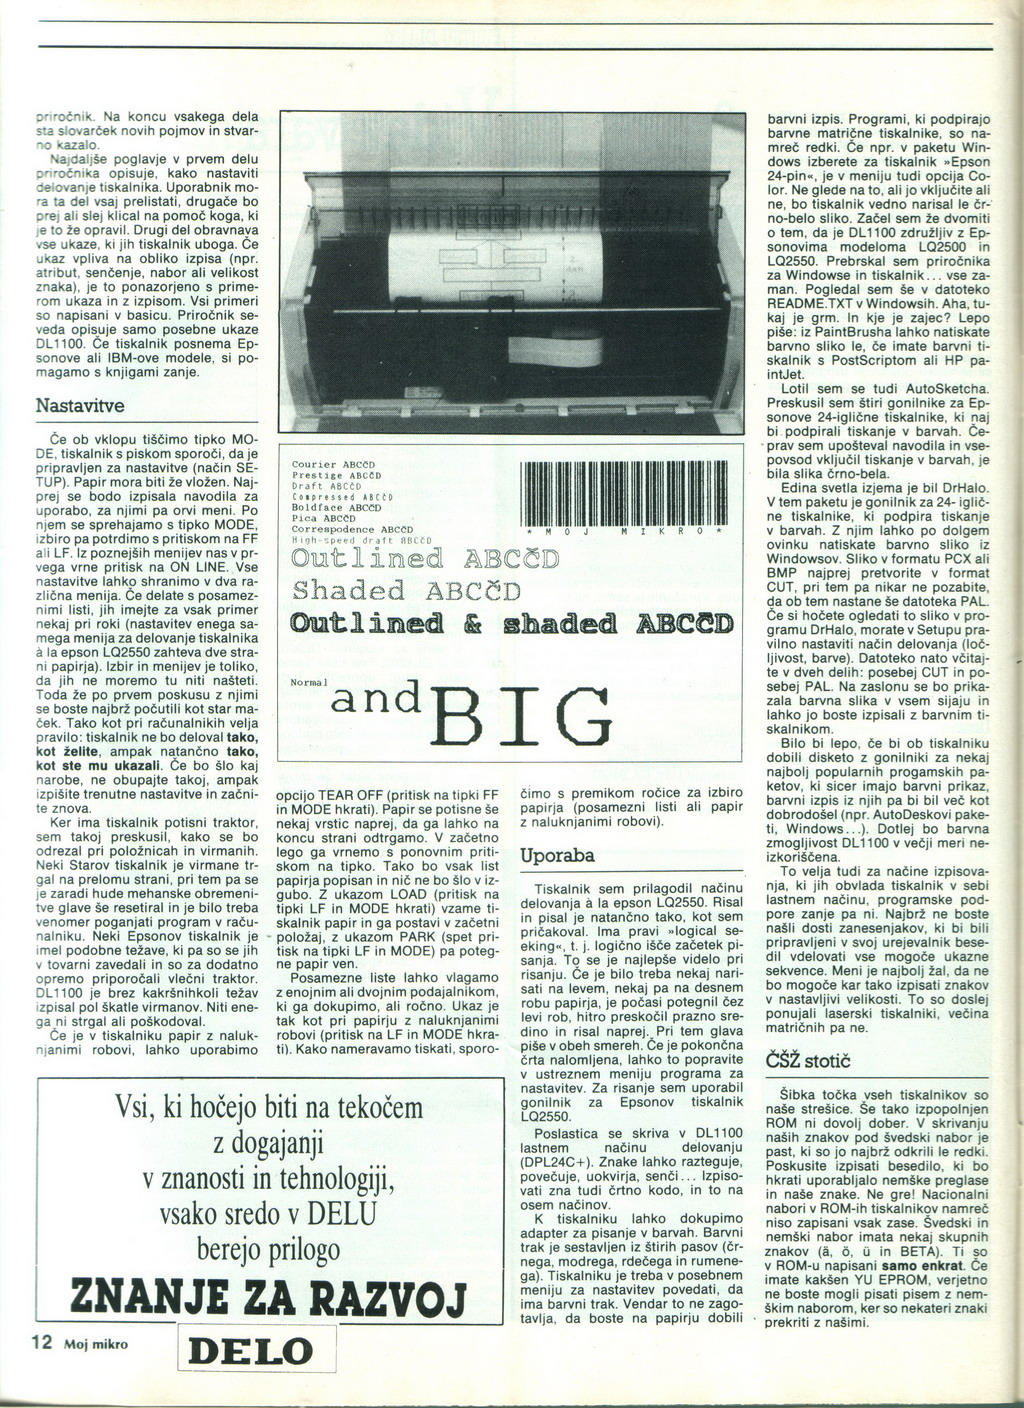 priročnik. Na koncu vsakega dela
sta slovarček novih pojmov in stvar-
no kazalo.
Najdaljše poglavje v prvem delu
priročnika opisuje, kako nastaviti
delovanje tiskalnika. Uporabnik mo-
ra ta del vsaj prelistati, drugače bo
prej ali slej klical na pomoč koga, ki
je to že opravil. Drugi del obravnava
vse ukaze, ki jih tiskalnik uboga. Če
ukaz vpliva na obliko izpisa (npr.
atribut, senčenje, nabor ali velikost
znaka), je to ponazorjeno s prime-
rom ukaza in z izpisom. Vsi primeri
so napisani v basicu. Priročnik se-
veda opisuje samo posebne ukaze
DL1100. Če tiskalnik posnema Ep-
sonove ali IBM-ove modele, si po-
magamo s knjigami zanje.
Nastavitve
Če ob vklopu tiščimo tipko MO-
DE, tiskalnik s piskom sporoči, da je
pripravljen za nastavitve (način SE-
TUP). Papir mora biti že vložen. Naj-
prej se bodo izpisala navodila za
uporabo, za njimi pa prvi meni. Po
njem se sprehajamo s tipko MODE,
izbiro pa potrdimo s pritiskom na FF
ali LF. Iz poznejših menijev nas v pr-
vega vrne pritisk na ON LINE. Vse
nastavitve lahko shranimo v dva ra-
zlična menija. Če delate s posamez-
nimi listi, jih imejte za vsak primer
nekaj pri roki (nastavitev enega sa-
mega menija za delovanje tiskalnika
à la epson LQ2550 zahteva dve stra-
ni papirja). Izbir in menijev je toliko,
da jih ne moremo tu niti našteti.
Toda že po prvem poskusu z njimi
se boste najbrž počutili kot star ma-
ček. Tako kot pri računalnikih velja
pravilo: tiskalnik ne bo deloval tako,
kot želite, ampak natančno tako,
kot ste mu ukazali. Če bo šlo kaj
narobe, ne obupajte takoj, ampak
izpišite trenutne nastavitve in začni-
te znova.
Ker ima tiskalnik potisni traktor,
sem takoj preskusil, kako se bo
odrezal pri položnicah in virmanih.
Neki Starov tiskalnik je virmane tr-
gal na prelomu strani, pri tem pa se
je zaradi hude mehanske obremeni-
tve glave še resetiral in je bilo treba
venomer poganjati program v raču-
nalniku. Neki Epsonov tiskalnik je
imel podobne težave, ki pa so se jih
v tovarni zavedali in so za dodatno
opremo priporočali vlečni traktor.
DL1100 je brez kakršnihkoli težav
izpisal pol škatle virmanov. Niti ene-
ga ni strgal ali poškodoval.
Če je v tiskalniku papir z naluk-
njanimi robovi, lahko uporabimo
Courier ABCČD
Prestige ABCČD
Draft ABCČD
Compressed ABCČD
Boldface ABCČD
Pica ABCČD
Correspodence ABCČD
High-speed draft ABCČD
* M O J M I K R O *
Outlined ABCČD
Shaded ABCČD
Outlined & shaded ABCČD
Normal
and BIG
opcijo TEAR OFF (pritisk na tipki FF
in MODE hkrati). Papir se potisne še
nekaj vrstic naprej, da ga lahko na
koncu strani odtrgamo. V začetno
lego ga vrnemo s ponovnim priti-
skom na tipko. Tako bo vsak list
papirja popisan in nič ne bo šlo v iz-
gubo. Z ukazom LOAD (pritisk na
tipki LF in MODE hkrati) vzame ti-
skalnik papir in ga postavi v začetni
položaj, z ukazom PARK (spet pri-
tisk na tipki LF in MODE) pa poteg-
ne papir ven.
Posamezne liste lahko vlagamo
z enojnim ali dvojnim podajalnikom,
ki ga dokupimo, ali ročno. Ukaz je
tak kot pri papirju z naluknjanimi
robovi (pritisk na LF in MODE hkra-
ti). Kako nameravamo tiskati, sporo-
čimo s premikom ročice za izbiro
papirja (posamezni listi ali papir
z naluknjanimi robovi).
Uporaba
Tiskalnik sem prilagodil načinu
delovanja à la epson LQ2550. Risal
in pisal je natančno tako, kot sem
pričakoval. Ima pravi »logical se-
eking«, t. j. logično išče začetek pi-
sanja. To se je najlepše videlo pri
risanju. Če je bilo treba nekaj nari-
sati na levem, nekaj pa na desnem
robu papirja, je počasi potegnil čez
levi rob, hitro preskočil prazno sre-
dino in risal naprej. Pri tem glava
piše v obeh smereh. Če je pokončna
črta nalomljena, lahko to popravite
v ustreznem meniju programa za
nastavitev. Za risanje sem uporabil
gonilnik za Epsonov tiskalnik
LQ2550.
Poslastica se skriva v DL1100
lastnem načinu delovanju
(DPL24C+). Znake lahko razteguje,
povečuje, uokvirja, senči... Izpiso-
vati zna tudi črtno kodo, in to na
osem načinov.
K tiskalniku lahko dokupimo
adapter za pisanje v barvah. Barvni
trak je sestavljen iz štirih pasov (čr-
nega, modrega, rdečega in rumene-
ga). Tiskalniku je treba v posebnem
meniju za nastavitev povedati, da
ima barvni trak. Vendar to ne zago-
tavlja, da boste na papirju dobili
barvni izpis. Programi, ki podpirajo
barvne matrične tiskalnike, so na-
mreč redki. Če npr. v paketu Win-
dows izberete za tiskalnik »Epson
24-pin«, je v meniju tudi opcija Co-
lor. Ne glede na to, ali jo vključite ali
ne, bo tiskalnik vedno narisal le čr-
no-belo sliko. Začel sem že dvomiti
o tem, da je DL1100 združljiv z Ep-
sonovima modeloma LQ2500 in
LQ2550. Prebrskal sem priročnika
za Windowse in tiskalnik... vse za-
man. Pogledal sem še v datoteko
README.TXT v Windowsih. Aha, tu-
kaj je grm. In kje je zajec? Lepo
piše: iz PaintBrusha lahko natiskate
barvno sliko le, če imate barvni ti-
skalnik s PostScriptom ali HP pa-
intJet.
Lotil sem se tudi AutoSketcha.
Preskusil sem štiri gonilnike za Ep-
sonove 24-iglične tiskalnike, ki naj
bi podpirali tiskanje v barvah. Če-
prav sem upošteval navodila in vse-
povsod vključil tiskanje v barvah, je
bila slika črno-bela.
Edina svetla izjema je bil DrHalo.
V tem paketu je gonilnik za 24- iglič-
ne tiskalnike, ki podpira tiskanje
v barvah. Z njim lahko po dolgem
ovinku natiskate barvno sliko iz
Windowsov. Sliko v formatu PCX ali
BMP najprej pretvorite v format
CUT, pri tem pa nikar ne pozabite,
da ob tem nastane še datoteka PAL.
Če si hočete ogledati to sliko v pro-
gramu DrHalo, morate v Setupu pra-
vilno nastaviti način delovanja (loč-
ljivost, barve). Datoteko nato včitaj-
te v dveh delih: posebej CUT in po-
sebej PAL. Na zaslonu se bo prika-
zala barvna slika v vsem sijaju in
lahko jo boste izpisali z barvnim ti-
skalnikom.
Bilo bi lepo, če bi ob tiskalniku
dobili disketo z gonilniki za nekaj
najbolj popularnih progamskih pa-
ketov, ki sicer imajo barvni prikaz,
barvni izpis iz njih pa bi bil več kot
dobrodošel (npr. AutoDeskovi pake-
ti, Windows...). Dotlej bo barvna
zmogljivost DL1100 v večji meri ne-
izkoriščena.
To velja tudi za načine izpisova-
nja, ki jih obvlada tiskalnik v sebi
lastnem načinu, programske pod-
pore zanje pa ni. Najbrž ne boste
našli dosti zanesenjakov, ki bi bili
pripravljeni v svoj urejevalnik bese-
dil vdelovati vse mogoče ukazne
sekvence. Meni je najbolj žal, da ne
bo mogoče kar tako izpisati znakov
v nastavljivi velikosti. To so doslej
ponujali laserski tiskalniki, večina
matričnih pa ne.
ČŠŽ stotič
Šibka točka vseh tiskalnikov so
naše strešice. Še tako izpopolnjen
ROM ni dovolj dober. V skrivanju
naših znakov pod švedski nabor je
past, ki so jo najbrž odkrili le redki.
Poskusite izpisati besedilo, ki bo
hkrati uporabljalo nemške preglase
in naše znake. Ne gre! Nacionalni
nabori v ROM-ih tiskalnikov namreč
niso zapisani vsak zase. Švedski in
nemški nabor imata nekaj skupnih
znakov (ä, ö, ü in BETA). Ti so
v ROM-u napisani samo enkrat. Če
imate kakšen YU EPROM, verjetno
ne boste mogli pisati pisem z nem-
škim naborom, ker so nekateri znaki
prekriti z našimi.
Vsi, ki hočejo biti na tekočem
z dogajanji
v znanosti in tehnologiji,
vsako sredo v DELU
berejo prilogo
ZNANJE ZA RAZVOJ
DELO
12 Moj mikro